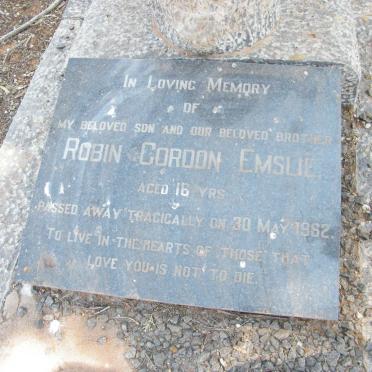 In Loving Memory
OF
MY BELOVED SON AND OUR BELOVED BROTHER
ROBIN GORDON EMSLIE
AGED 16 YRS
PASSED AWAY TRAGICALLY ON 30 MAY 1962.
TO LIVE IN THE HEARTS OF THOSE THAT
LOVE YOU IS NOT TO DIE.